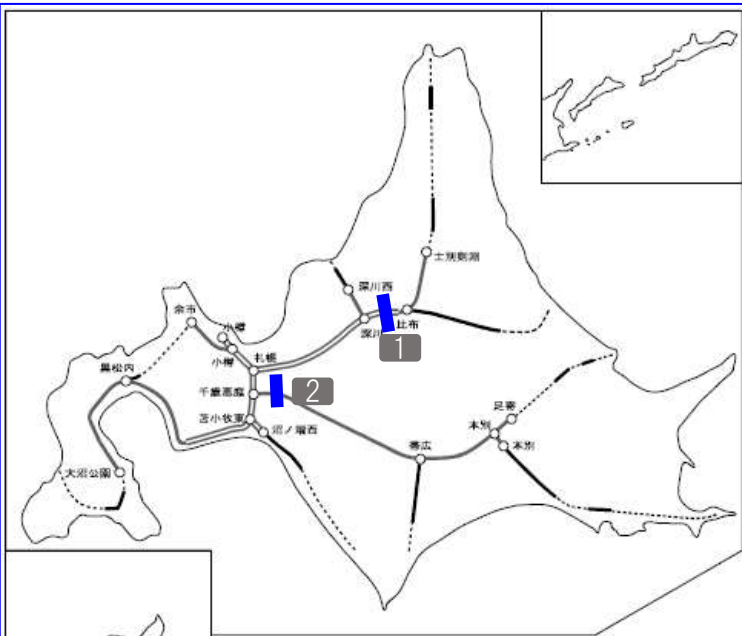 士別剣淵
深川西
余市
小樽
深川
比布
1
小樽
札幌
黒松内
千歳恵庭
2
足寄
苫小牧東
本別
沼ノ端西
帯広
本別
大沼公園